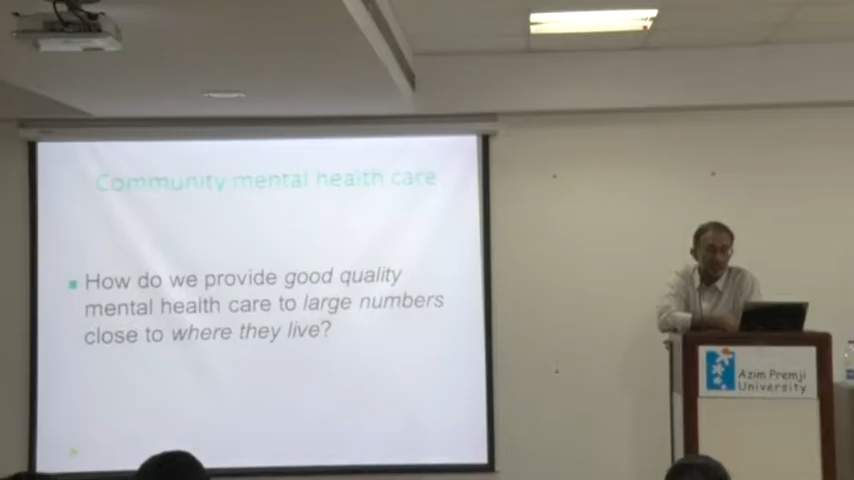 Community mental health care
How do we provide good quality
mental health care to large numbers
close to where they live?
Azim Premji
University